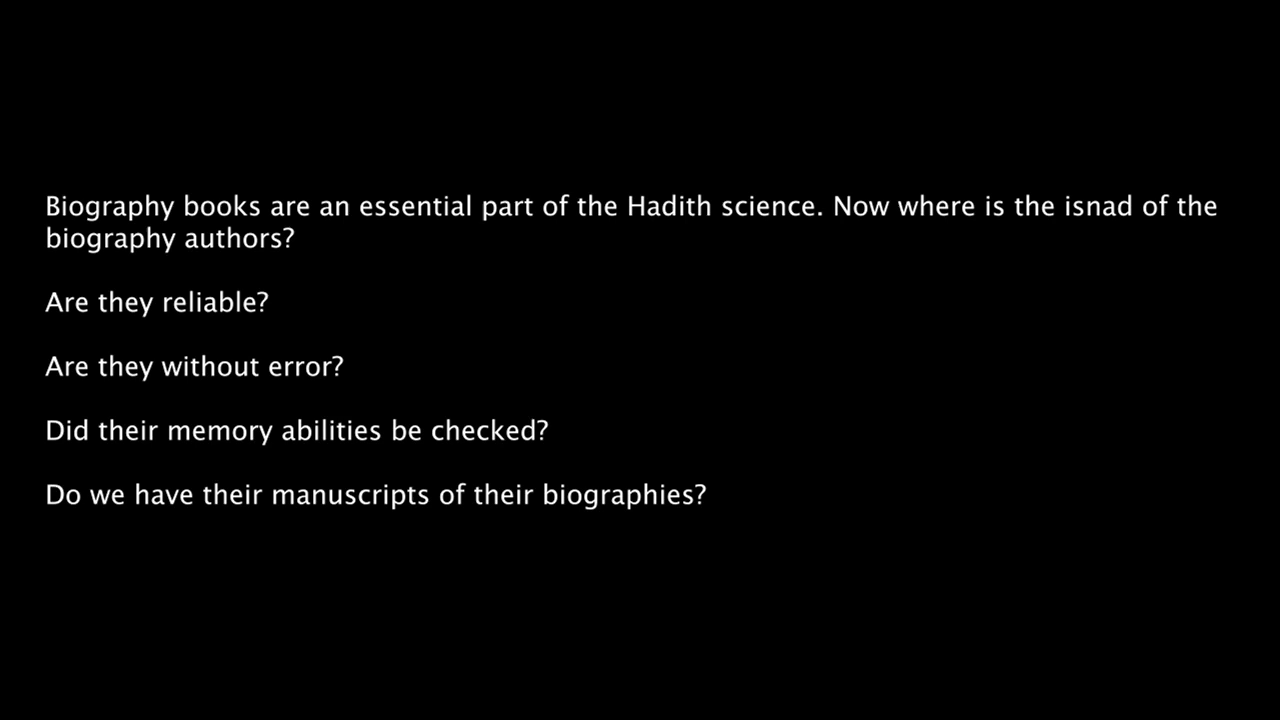 Biography books are an essential part of the Hadith science. Now where is the isnad of the
biography authors?
Are they reliable?
Are they without error?
Did their memory abilities be checked?
Do we have their manuscripts of their biographies?